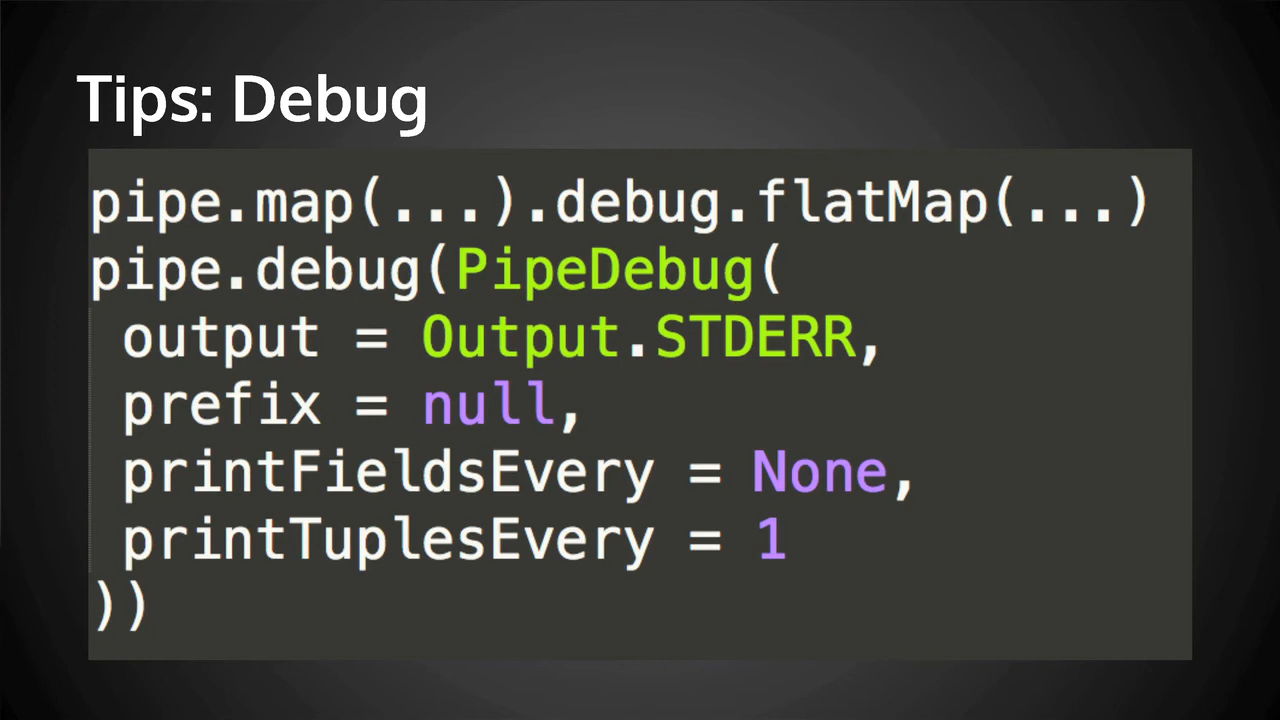 Tips: Debug
pipe.map(...).debug.flatMap(...)
pipe.debug(PipeDebug(
output = Output.STDERR,
prefix = null,
printFieldsEvery = None,
printTuplesEvery = 1
))